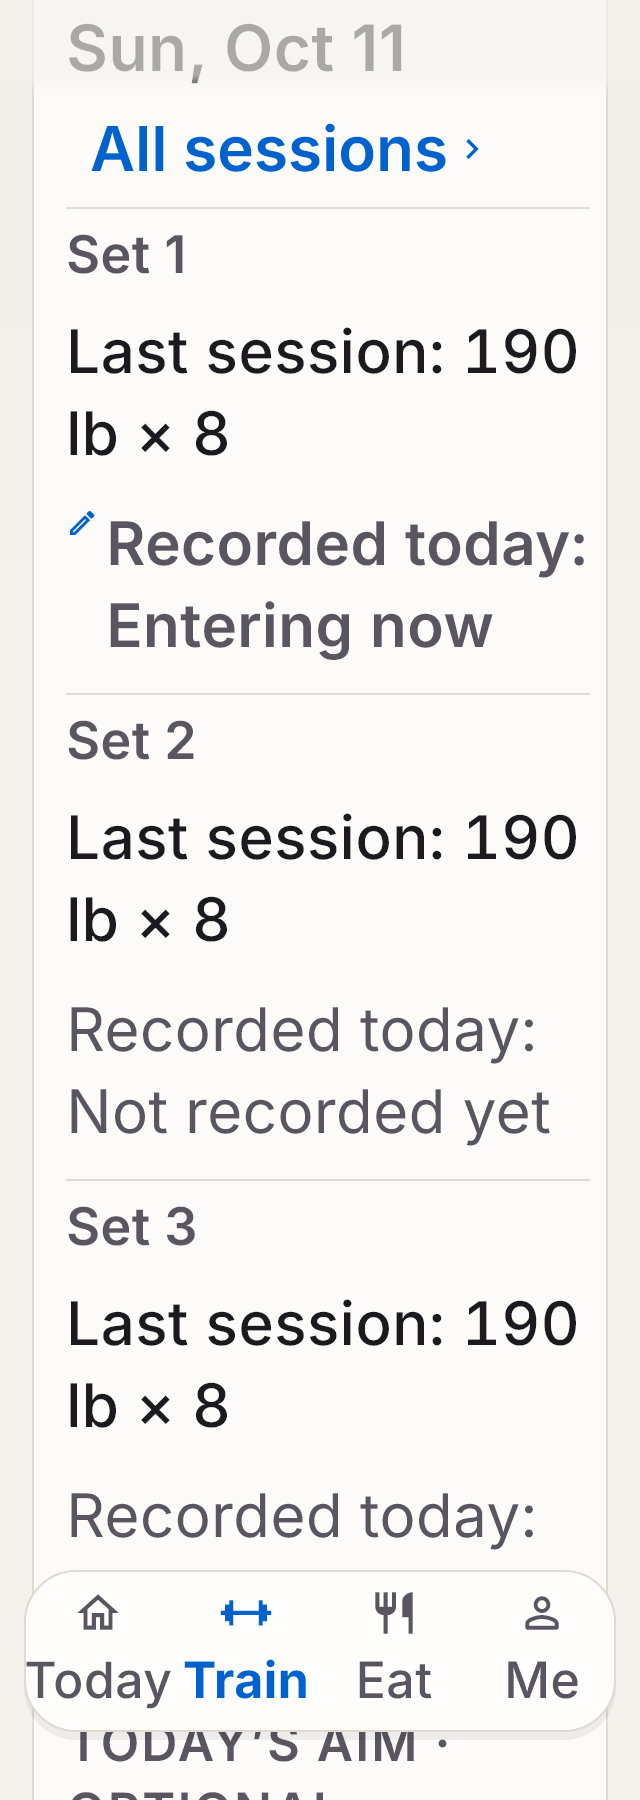 Sun, Oct 11
All sessions ›
Set 1
Last session: 190
lb × 8
Recorded today:
Entering now
Set 2
Last session: 190
lb × 8
Recorded today:
Not recorded yet
Set 3
Last session: 190
lb × 8
Recorded today:
Today Train Eat Me
TODAY'S AIM ·
OPTIONAL